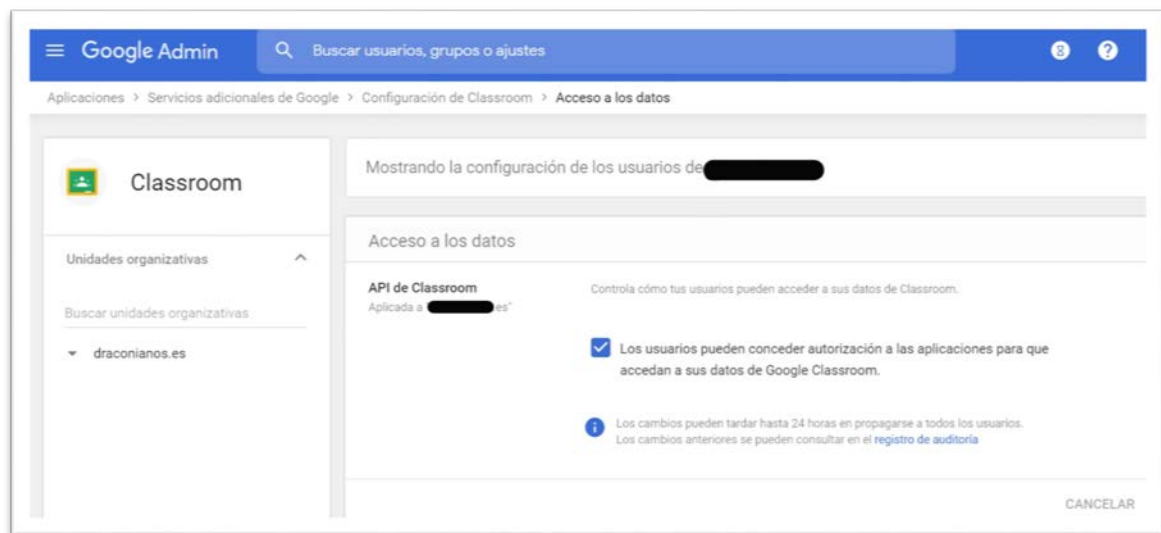 Google Admin
Buscar usuarios, grupos o ajustes
Aplicaciones > Servicios adicionales de Google > Configuración de Classroom > Acceso a los datos
Classroom
Mostrando la configuración de los usuarios de
Acceso a los datos
Unidades organizativas
API de Classroom
Controla cómo tus usuarios pueden acceder a sus datos de Classroom.
Aplicada a " es"
Buscar unidades organizativas
draconianos.es
Los usuarios pueden conceder autorización a las aplicaciones para que
accedan a sus datos de Google Classroom.
Los cambios pueden tardar hasta 24 horas en propagarse a todos los usuarios.
Los cambios anteriores se pueden consultar en el registro de auditoría
CANCELAR